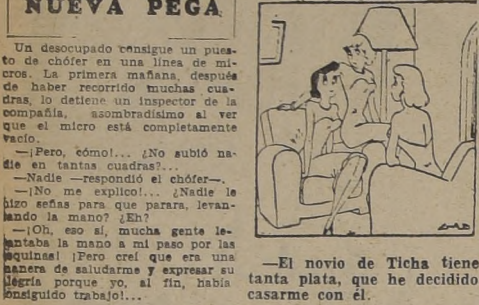 NUEVA PEGA
Un desocupado consigue un pues-
to de chófer en una línea de mi-
cros. La primera mañana, después
de haber recorrido muchas cua-
dras, lo detiene un inspector de la
compañía, asombradísimo al ver
que el micro está completamente
vacío.
—¡Pero, cómo!... ¿No subió na-
die en tantas cuadras?...
—Nadie —respondió el chófer—.
—¡No me explico!... ¿Nadie le
hizo señas para que parara, levan-
tando la mano? ¿Eh?
—¡Oh, eso sí, mucha gente le-
vantaba la mano a mi paso por las
esquinas! ¡Pero creí que era una
manera de saludarme y expresar su
alegría porque yo, al fin, había
conseguido trabajo!...
—El novio de Ticha tiene
tanta plata, que he decidido
casarme con él.